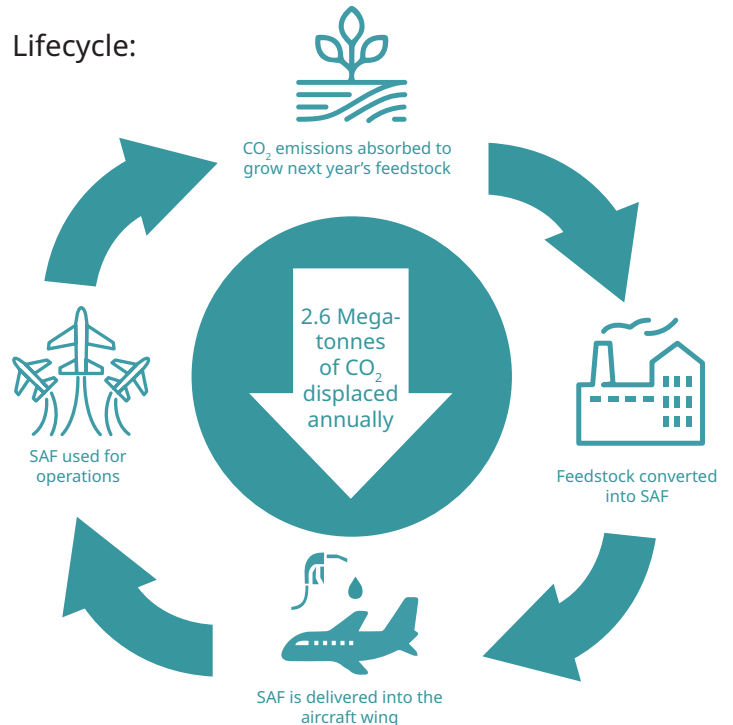 Lifecycle:
CO₂ emissions absorbed to
grow next year's feedstock
2.6 Mega-
tonnes
of CO₂
displaced
annually
Feedstock converted
into SAF
SAF is delivered into the
aircraft wing
SAF used for
operations